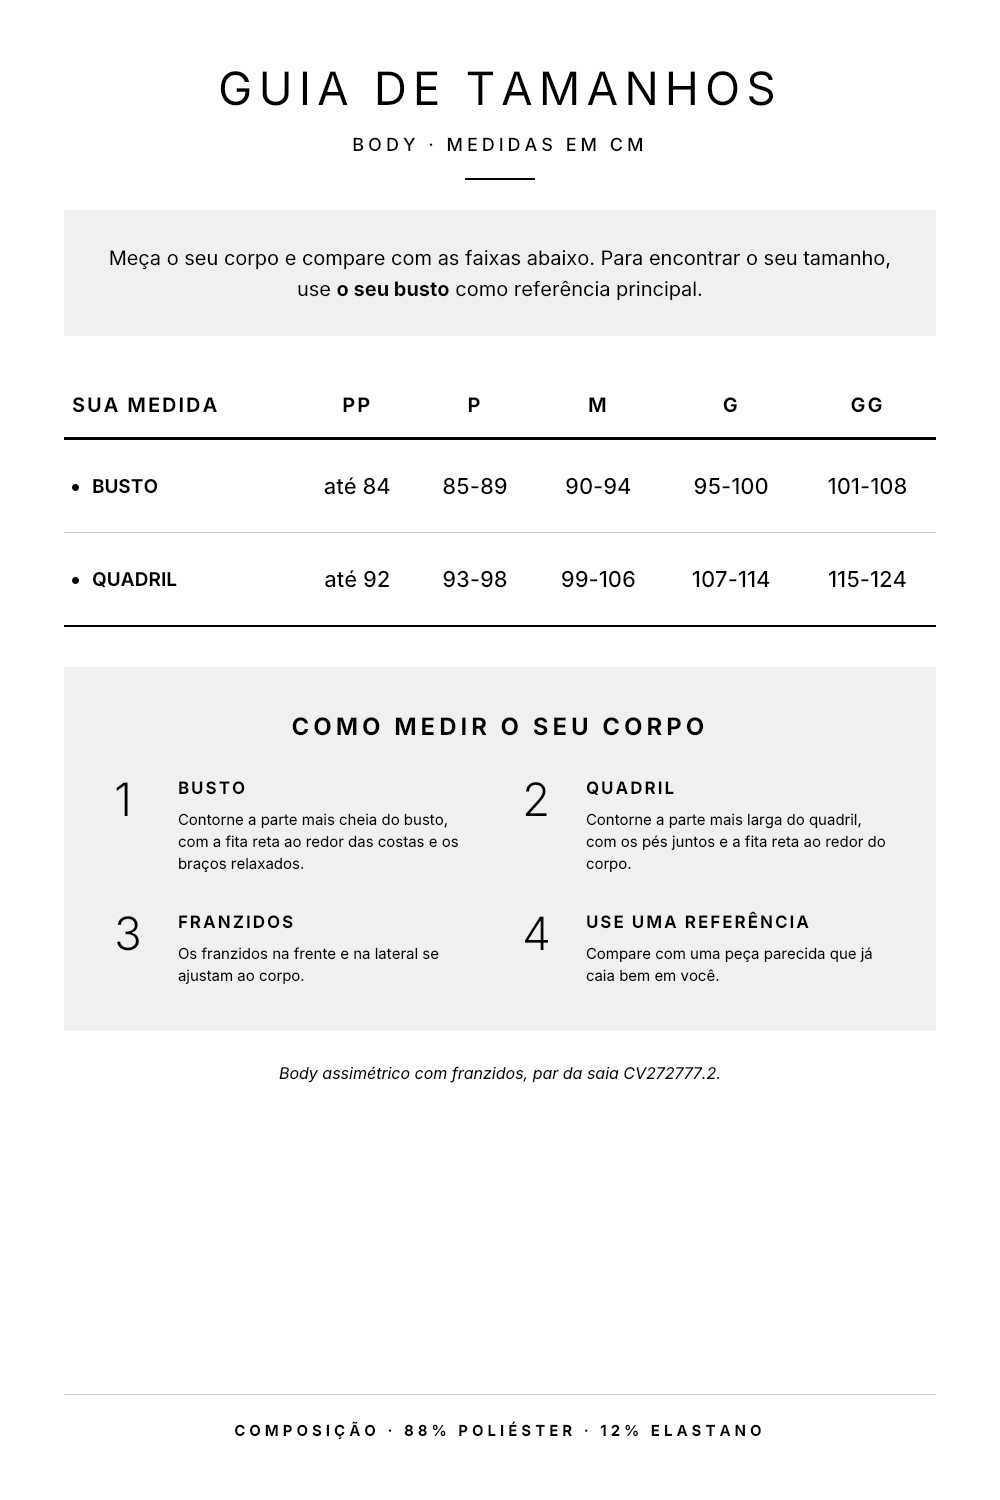 GUIA DE TAMANHOS
BODY · MEDIDAS EM CM
Meça o seu corpo e compare com as faixas abaixo. Para encontrar o seu tamanho,
use o seu busto como referência principal.
SUA MEDIDA PP P M G GG
• BUSTO até 84 85-89 90-94 95-100 101-108
• QUADRIL até 92 93-98 99-106 107-114 115-124
COMO MEDIR O SEU CORPO
1 BUSTO
Contorne a parte mais cheia do busto,
com a fita reta ao redor das costas e os
braços relaxados.
2 QUADRIL
Contorne a parte mais larga do quadril,
com os pés juntos e a fita reta ao redor do
corpo.
3 FRANZIDOS
Os franzidos na frente e na lateral se
ajustam ao corpo.
4 USE UMA REFERÊNCIA
Compare com uma peça parecida que já
caia bem em você.
Body assimétrico com franzidos, par da saia CV272777.2.
COMPOSIÇÃO · 88% POLIÉSTER · 12% ELASTANO